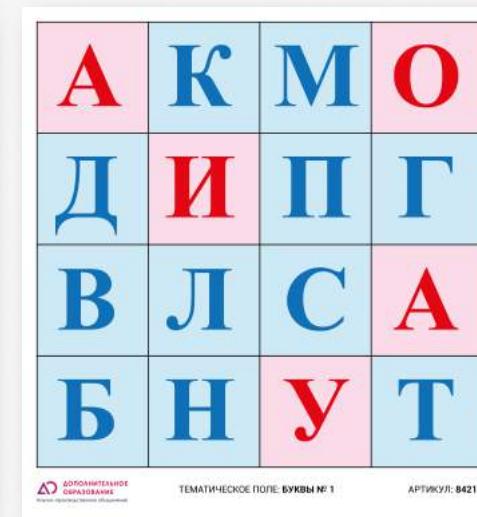 А К М О
Д И П Г
В Л С А
Б Н У Т
ДОПОЛНИТЕЛЬНОЕ
ОБРАЗОВАНИЕ
ТЕМАТИЧЕСКОЕ ПОЛЕ: БУКВЫ № 1
АРТИКУЛ: 8421